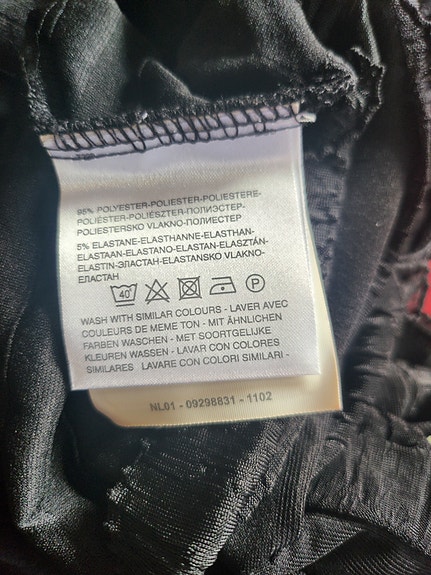 95% POLYESTER-POLIESTER-POLIESTERE-
POLIÉSTER-POLIÉSZTER-ПОЛИЭСТЕР-
POLIESTERSKO VLAKNO-ПОЛИЕСТЕР
5% ELASTANE-ELASTHANNE-ELASTHAN-
ELASTAAN-ELASTANO-ELASTAN-ELASZTÁN-
ELASTIN-ЭЛАСТАН-ELASTANSKO VLAKNO-
ЕЛАСТАН
40° P
WASH WITH SIMILAR COLOURS - LAVER AVEC
COULEURS DE MEME TON - MIT ÄHNLICHEN
FARBEN WASCHEN - MET SOORTGELIJKE
KLEUREN WASSEN - LAVAR CON COLORES
SIMILARES LAVARE CON COLORI SIMILARI -
NL01 - 09298831 - 1102